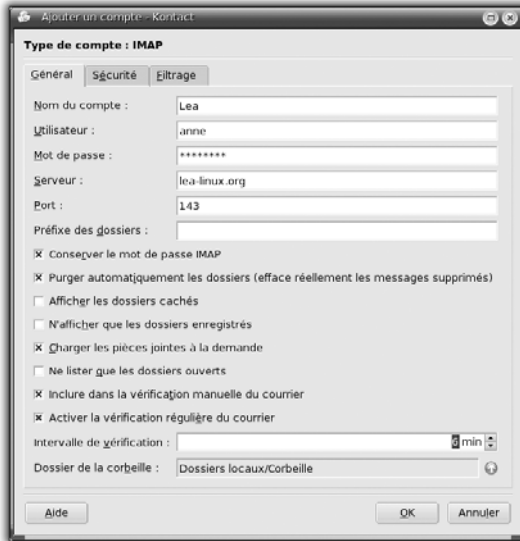 Ajouter un compte - Kontact
Type de compte : IMAP
Général Sécurité Filtrage
Nom du compte : Lea
Utilisateur : anne
Mot de passe : ********
Serveur : lea-linux.org
Port : 143
Préfixe des dossiers :
Conserver le mot de passe IMAP
Purger automatiquement les dossiers (efface réellement les messages supprimés)
Afficher les dossiers cachés
N'afficher que les dossiers enregistrés
Charger les pièces jointes à la demande
Ne lister que les dossiers ouverts
Inclure dans la vérification manuelle du courrier
Activer la vérification régulière du courrier
Intervalle de vérification : min
Dossier de la corbeille : Dossiers locaux/Corbeille
Aide OK Annuler